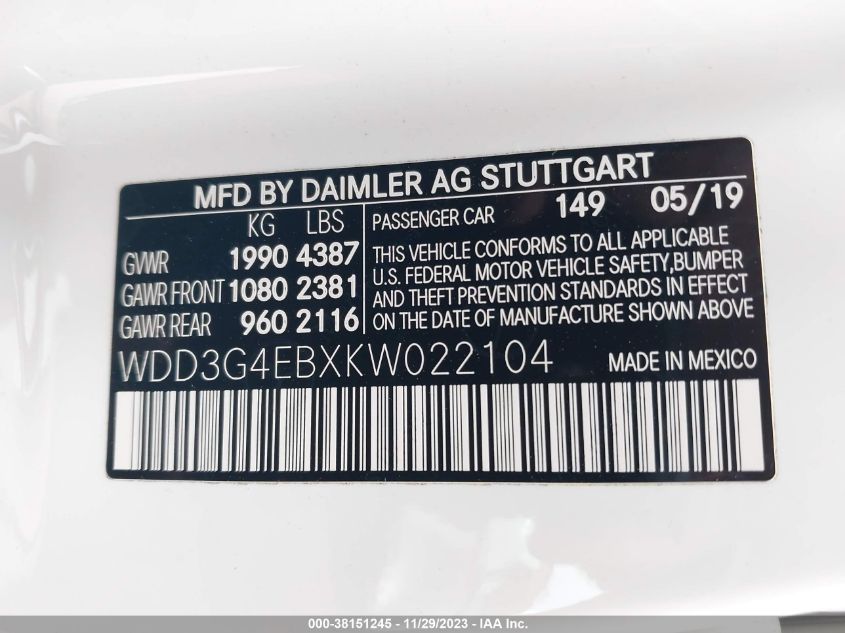 MFD BY DAIMLER AG STUTTGART
KG LBS
GVWR 1990 4387
GAWR FRONT 1080 2381
GAWR REAR 960 2116
PASSENGER CAR 149 05/19
THIS VEHICLE CONFORMS TO ALL APPLICABLE
U.S. FEDERAL MOTOR VEHICLE SAFETY,BUMPER
AND THEFT PREVENTION STANDARDS IN EFFECT
ON THE DATE OF MANUFACTURE SHOWN ABOVE
WDD3G4EBXKW022104 MADE IN MEXICO
000-38151245 - 11/29/2023 - IAA Inc.